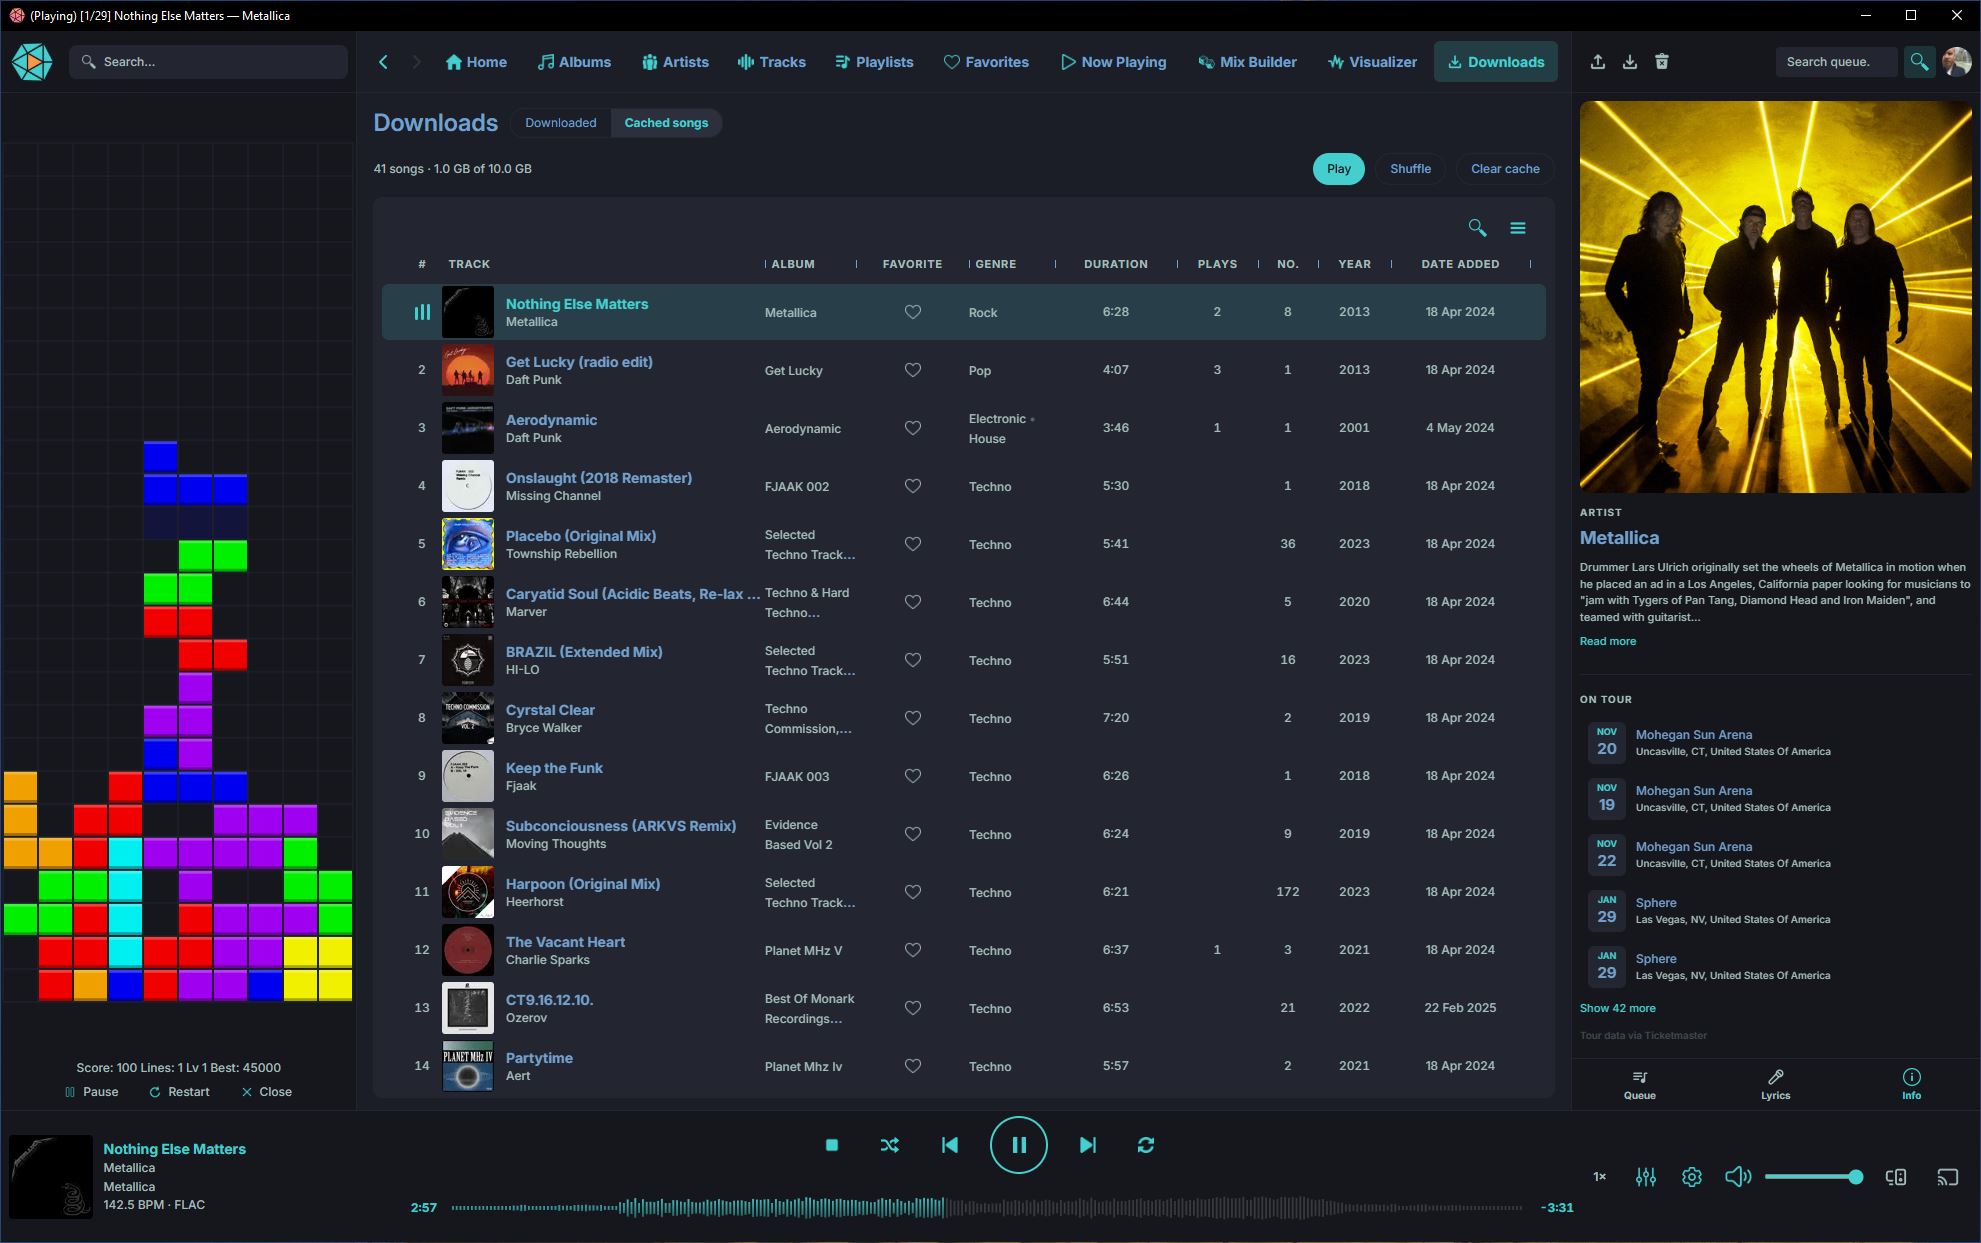 (Playing) [1/29] Nothing Else Matters — Metallica
Search...
Home
Albums
Artists
Tracks
Playlists
Favorites
Now Playing
Mix Builder
Visualizer
Downloads
Search queue.
Downloads
Downloaded
Cached songs
41 songs · 1.0 GB of 10.0 GB
Play
Shuffle
Clear cache
# TRACK ALBUM FAVORITE GENRE DURATION PLAYS NO. YEAR DATE ADDED
Nothing Else Matters
Metallica
Metallica Rock 6:28 2 8 2013 18 Apr 2024
2 Get Lucky (radio edit)
Daft Punk
Get Lucky Pop 4:07 3 1 2013 18 Apr 2024
3 Aerodynamic
Daft Punk
Aerodynamic Electronic •
House
3:46 1 1 2001 4 May 2024
4 Onslaught (2018 Remaster)
Missing Channel
FJAAK 002 Techno 5:30 1 2018 18 Apr 2024
5 Placebo (Original Mix)
Township Rebellion
Selected
Techno Track...
Techno 5:41 36 2023 18 Apr 2024
6 Caryatid Soul (Acidic Beats, Re-lax ...
Marver
Techno & Hard
Techno...
Techno 6:44 5 2020 18 Apr 2024
7 BRAZIL (Extended Mix)
HI-LO
Selected
Techno Track...
Techno 5:51 16 2023 18 Apr 2024
TECHNO COMMISSION
VOL. 2
8 Cyrstal Clear
Bryce Walker
Techno
Commission,...
Techno 7:20 2 2019 18 Apr 2024
9 Keep the Funk
Fjaak
FJAAK 003 Techno 6:26 1 2018 18 Apr 2024
EVIDENCE
BASED
VOL II
10 Subconciousness (ARKVS Remix)
Moving Thoughts
Evidence
Based Vol 2
Techno 6:24 9 2019 18 Apr 2024
11 Harpoon (Original Mix)
Heerhorst
Selected
Techno Track...
Techno 6:21 172 2023 18 Apr 2024
12 The Vacant Heart
Charlie Sparks
Planet MHz V Techno 6:37 1 3 2021 18 Apr 2024
13 CT9.16.12.10.
Ozerov
Best Of Monark
Recordings...
Techno 6:53 21 2022 22 Feb 2025
PLANET MHz IV
14 Partytime
Aert
Planet Mhz Iv Techno 5:57 2 2021 18 Apr 2024
ARTIST
Metallica
Drummer Lars Ulrich originally set the wheels of Metallica in motion when
he placed an ad in a Los Angeles, California paper looking for musicians to
"jam with Tygers of Pan Tang, Diamond Head and Iron Maiden", and
teamed with guitarist...
Read more
ON TOUR
NOV
20
Mohegan Sun Arena
Uncasville, CT, United States Of America
NOV
19
Mohegan Sun Arena
Uncasville, CT, United States Of America
NOV
22
Mohegan Sun Arena
Uncasville, CT, United States Of America
JAN
29
Sphere
Las Vegas, NV, United States Of America
JAN
29
Sphere
Las Vegas, NV, United States Of America
Show 42 more
Tour data via Ticketmaster
Queue
Lyrics
Info
Score: 100 Lines: 1 Lv 1 Best: 45000
Pause
Restart
Close
Nothing Else Matters
Metallica
Metallica
142.5 BPM · FLAC
2:57
-3:31
1×